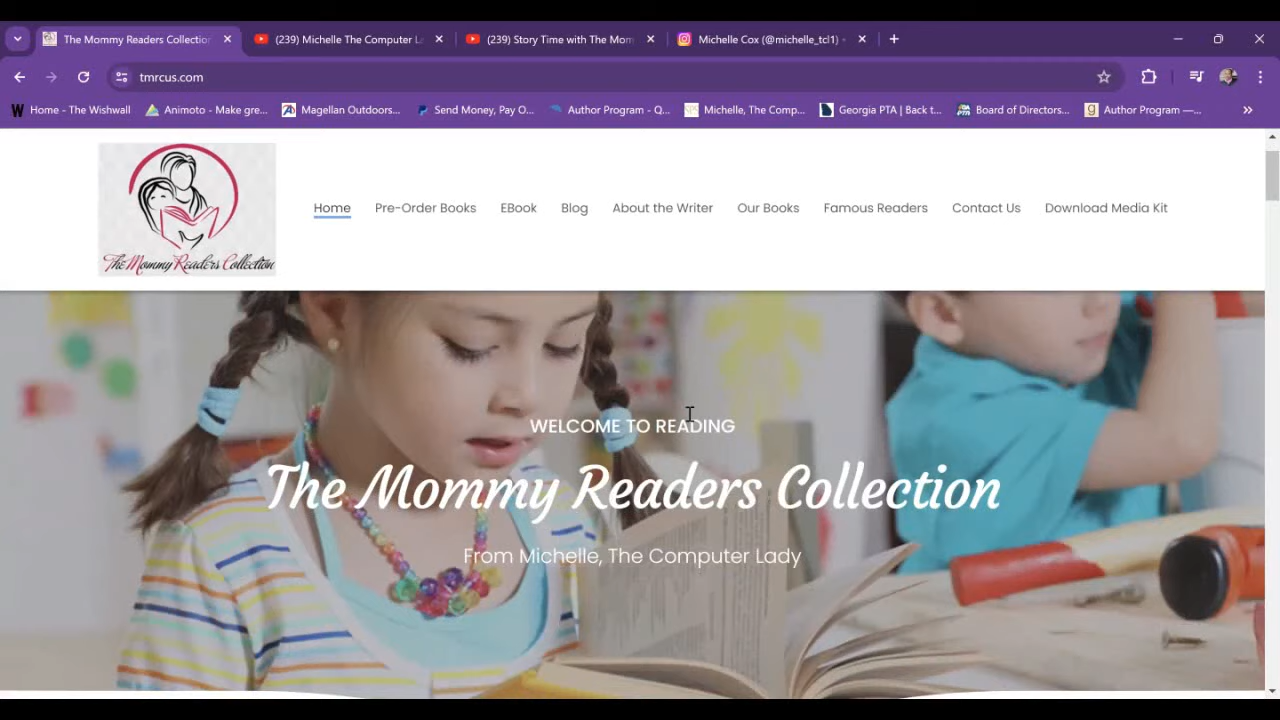 The Mommy Readers Collection
(239) Michelle The Computer La
(239) Story Time with The Mom
Michelle Cox (@michelle_tcl1) •
tmrcus.com
Home - The Wishwall
Animoto - Make gre...
Magellan Outdoors...
Send Money, Pay O...
Author Program - Q...
Michelle, The Comp...
Georgia PTA | Back t...
Board of Directors...
Author Program —...
Home
Pre-Order Books
EBook
Blog
About the Writer
Our Books
Famous Readers
Contact Us
Download Media Kit
The Mommy Readers Collection
WELCOME TO READING
The Mommy Readers Collection
From Michelle, The Computer Lady